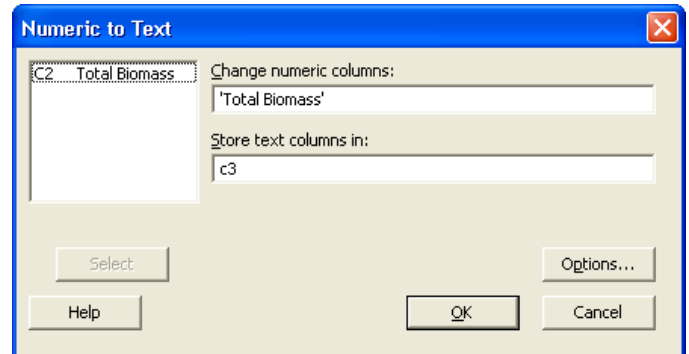 Numeric to Text
C2 Total Biomass
Change numeric columns:
'Total Biomass'
Store text columns in:
c3
Select
Options...
Help
OK
Cancel